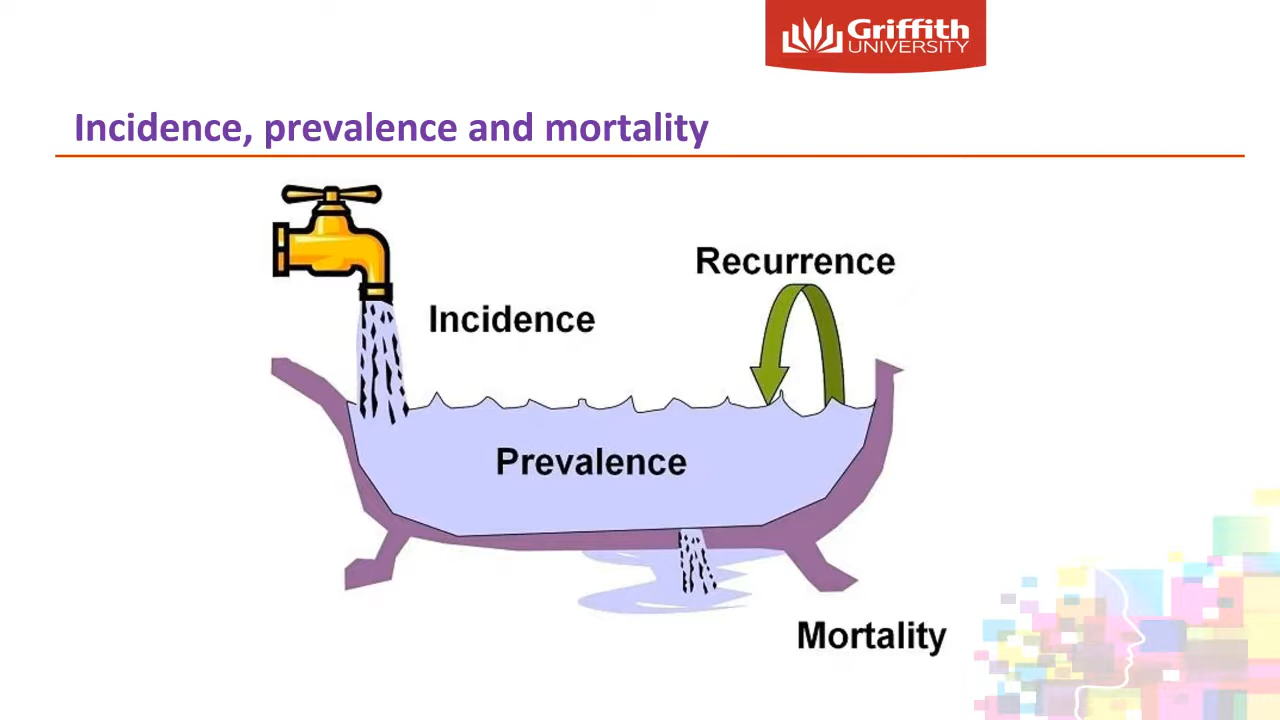 Griffith
UNIVERSITY
Incidence, prevalence and mortality
Recurrence
Incidence
Prevalence
Mortality